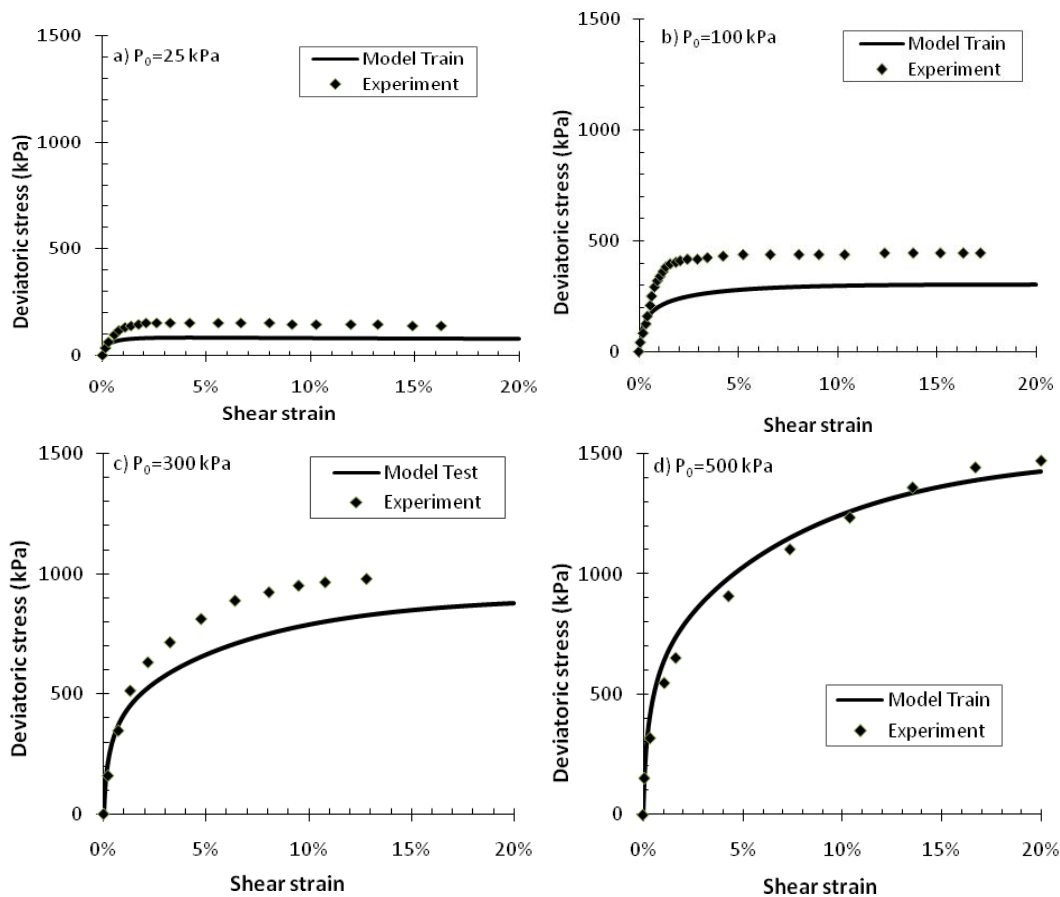 a) P₀=25 kPa
Model Train
Experiment
Deviatoric stress (kPa)
1500
1000
500
0
0% 5% 10% 15% 20%
Shear strain
b) P₀=100 kPa
Model Train
Experiment
Deviatoric stress (kPa)
1500
1000
500
0
0% 5% 10% 15% 20%
Shear strain
c) P₀=300 kPa
Model Test
Experiment
Deviatoric stress (kPa)
1500
1000
500
0
0% 5% 10% 15% 20%
Shear strain
d) P₀=500 kPa
Model Train
Experiment
Deviatoric stress (kPa)
1500
1000
500
0
0% 5% 10% 15% 20%
Shear strain